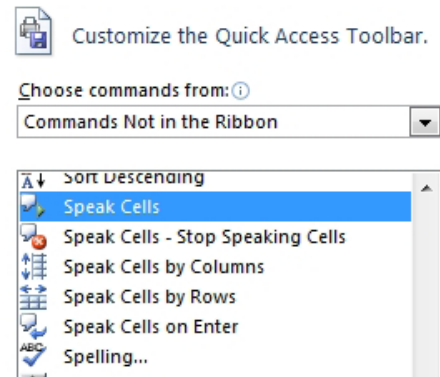 Customize the Quick Access Toolbar.
Choose commands from:
Commands Not in the Ribbon
Sort Descending
Speak Cells
Speak Cells - Stop Speaking Cells
Speak Cells by Columns
Speak Cells by Rows
Speak Cells on Enter
Spelling...